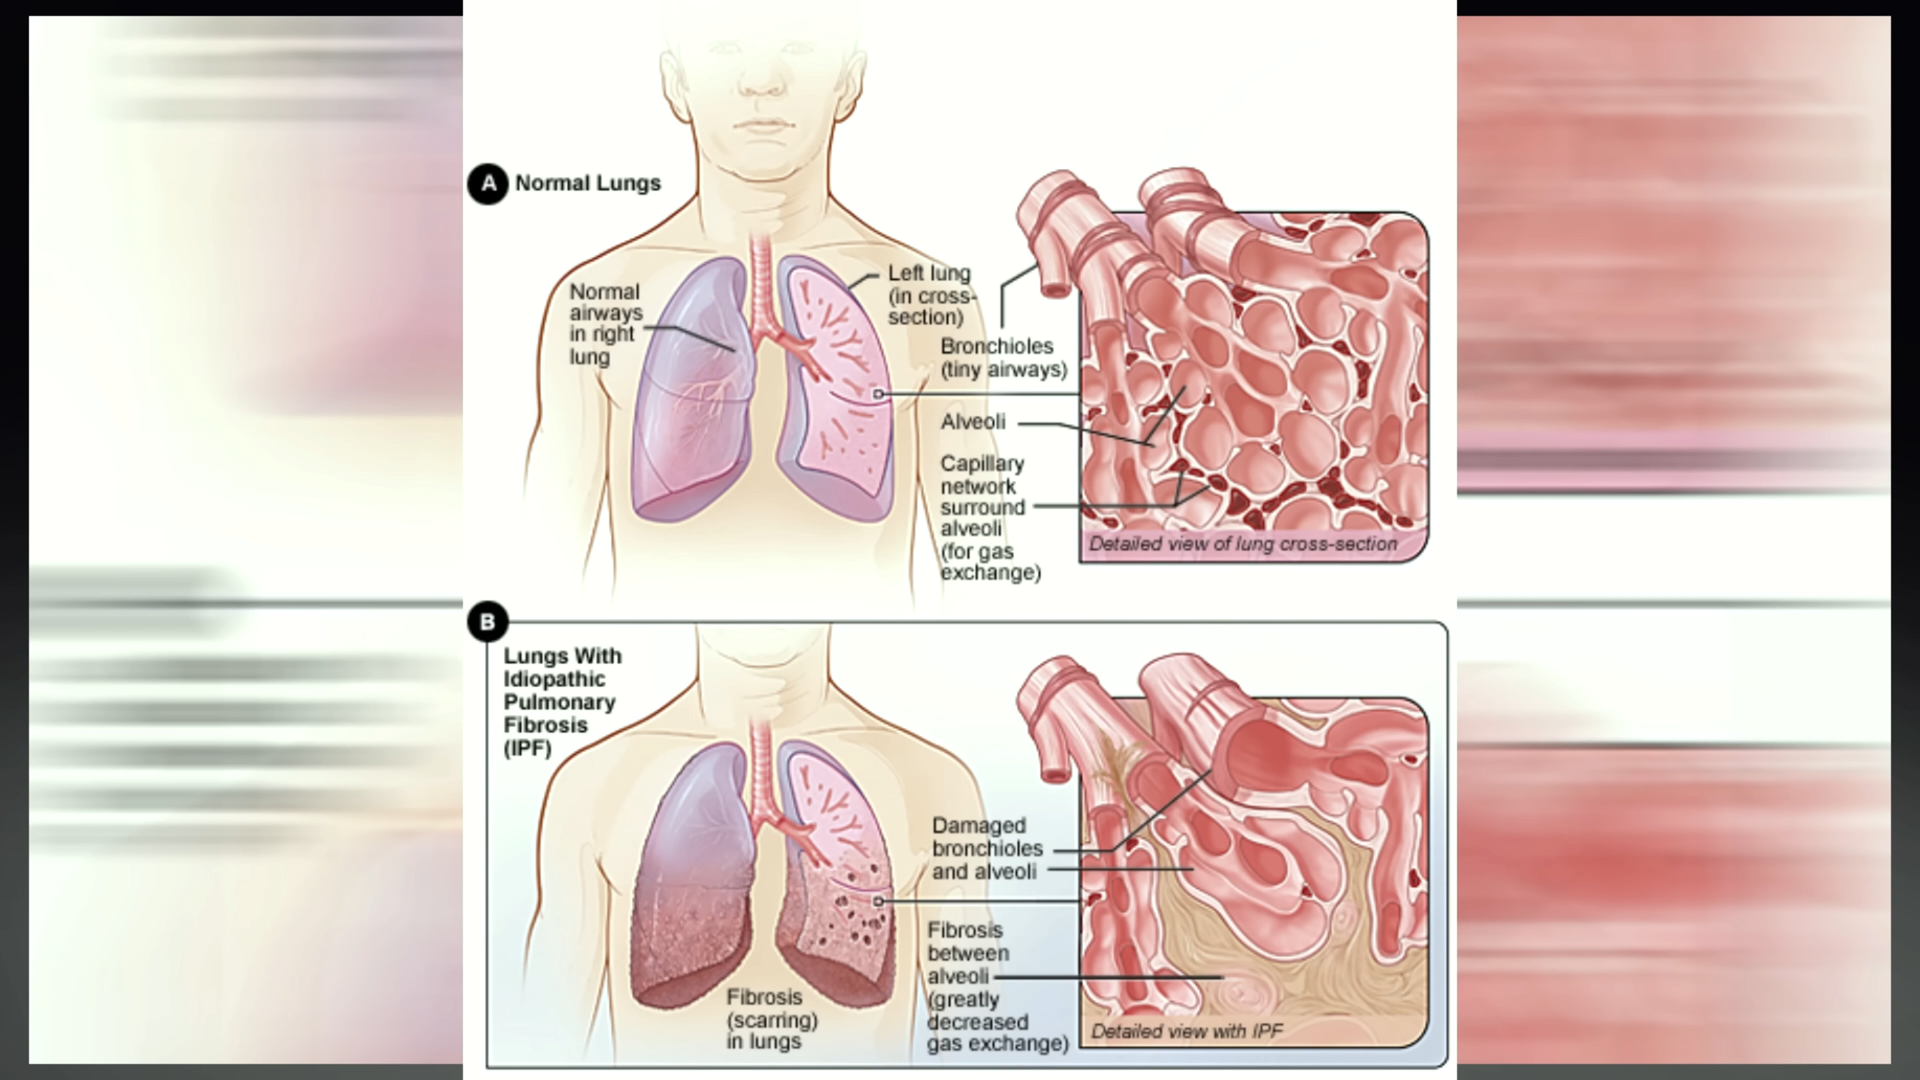 A Normal Lungs
Normal
airways
in right
lung
Left lung
(in cross-
section)
Bronchioles
(tiny airways)
Alveoli
Capillary
network
surround
alveoli
(for gas
exchange)
Detailed view of lung cross-section
B
Lungs With
Idiopathic
Pulmonary
Fibrosis
(IPF)
Damaged
bronchioles
and alveoli
Fibrosis
between
alveoli
(greatly
decreased
gas exchange)
Fibrosis
(scarring)
in lungs
Detailed view with IPF